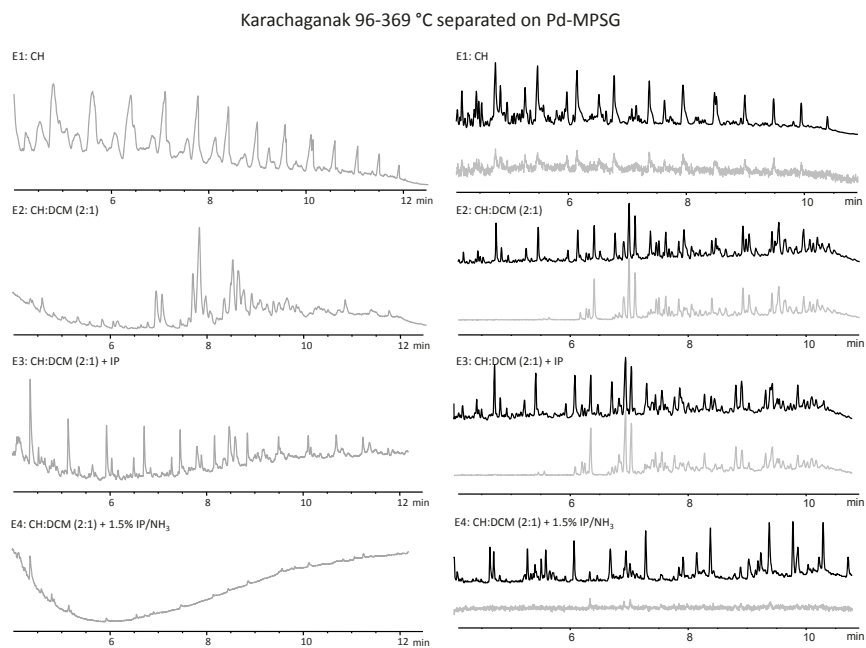 Karachaganak 96-369 °C separated on Pd-MPSG
E1: CH
6
8
10
12
min
E2: CH:DCM (2:1)
6
8
10
12
min
E3: CH:DCM (2:1) + IP
6
8
10
12 min
E4: CH:DCM (2:1) + 1.5% IP/NH₃
6
8
10
12 min
E1: CH
6
8
10
min
E2: CH:DCM (2:1)
6
8
10
min
E3: CH:DCM (2:1) + IP
6
8
10
min
E4: CH:DCM (2:1) + 1.5% IP/NH₃
6
8
10
min